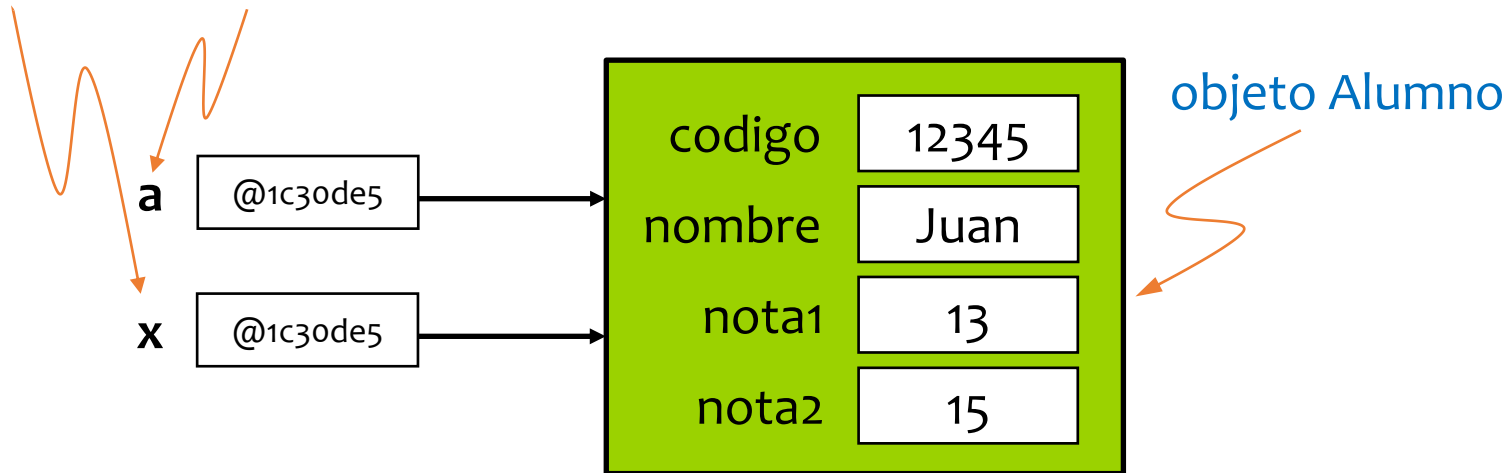 objeto Alumno
codigo 12345
a @1c30de5
nombre Juan
nota1 13
x @1c30de5
nota2 15